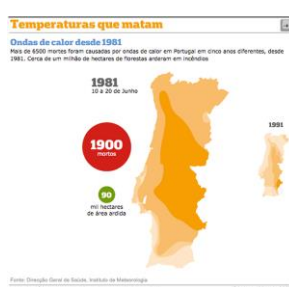 Temperaturas que matam
Ondas de calor desde 1981
Mais de 6500 mortes foram causadas por ondas de calor em Portugal em cinco anos diferentes, desde
1981. Cerca de um milhão de hectares de florestas arderam em incêndios
1981
10 a 20 de Junho
1991
1900
mortos
90
mil hectares
de área ardida
Fonte: Direcção Geral da Saúde, Instituto de Meteorologia